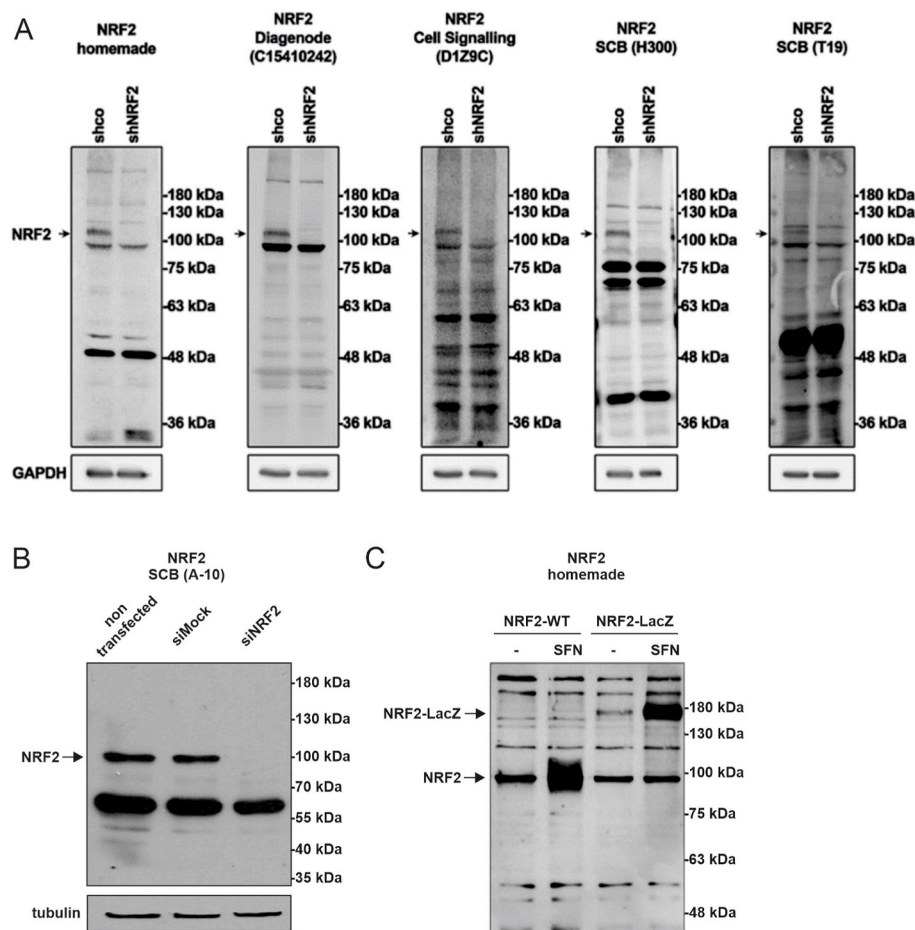 A
NRF2
homemade
NRF2
Diagenode
(C15410242)
NRF2
Cell Signalling
(D1Z9C)
NRF2
SCB (H300)
NRF2
SCB (T19)
shco
shNRF2
shco
shNRF2
shco
shNRF2
shco
shNRF2
shco
shNRF2
NRF2
-180 kDa
-130 kDa
-100 kDa
-75 kDa
-63 kDa
-48 kDa
-36 kDa
-180 kDa
-130 kDa
-100 kDa
-75 kDa
-63 kDa
-48 kDa
-36 kDa
-180 kDa
-130 kDa
-100 kDa
-75 kDa
-63 kDa
-48 kDa
-36 kDa
-180 kDa
-130 kDa
-100 kDa
-75 kDa
-63 kDa
-48 kDa
-36 kDa
-180 kDa
-130 kDa
-100 kDa
-75 kDa
-63 kDa
-48 kDa
-36 kDa
GAPDH
B
NRF2
SCB (A-10)
non
transfected
siMock
siNRF2
NRF2
-180 kDa
-130 kDa
-100 kDa
-70 kDa
-55 kDa
-40 kDa
-35 kDa
tubulin
C
NRF2
homemade
NRF2-WT NRF2-LacZ
- SFN - SFN
NRF2-LacZ
NRF2
-180 kDa
-130 kDa
-100 kDa
-75 kDa
-63 kDa
-48 kDa